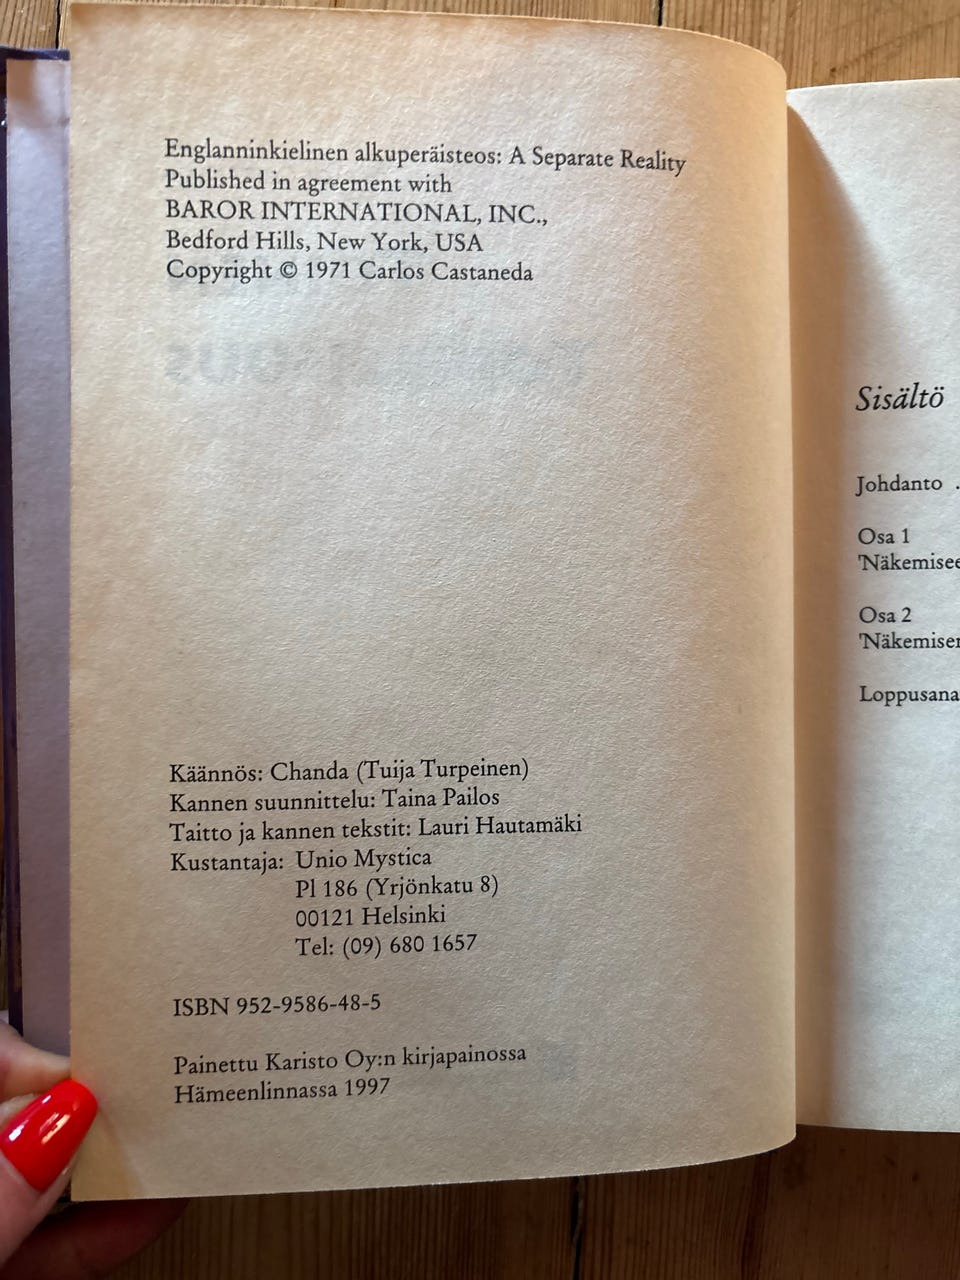 Englanninkielinen alkuperäisteos: A Separate Reality
Published in agreement with
BAROR INTERNATIONAL, INC.,
Bedford Hills, New York, USA
Copyright © 1971 Carlos Castaneda
Käännös: Chanda (Tuija Turpeinen)
Kannen suunnittelu: Taina Pailos
Taitto ja kannen tekstit: Lauri Hautamäki
Kustantaja: Unio Mystica
Pl 186 (Yrjönkatu 8)
00121 Helsinki
Tel: (09) 680 1657
ISBN 952-9586-48-5
Painettu Karisto Oy:n kirjapainossa
Hämeenlinnassa 1997
Sisältö
Johdanto .
Osa 1
'Näkemisee
Osa 2
'Näkemisen
Loppusana